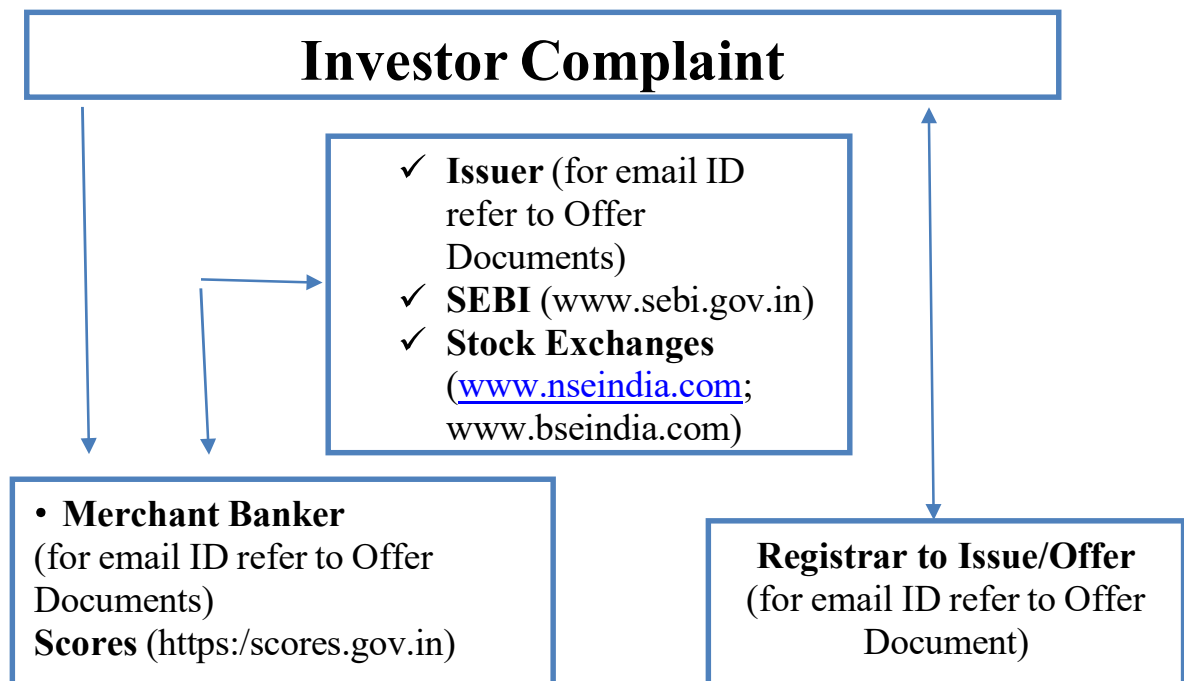 Investor Complaint
✓ Issuer (for email ID
refer to Offer
Documents)
✓ SEBI (www.sebi.gov.in)
✓ Stock Exchanges
(www.nseindia.com;
www.bseindia.com)
• Merchant Banker
(for email ID refer to Offer
Documents)
Scores (https:/scores.gov.in)
Registrar to Issue/Offer
(for email ID refer to Offer
Document)